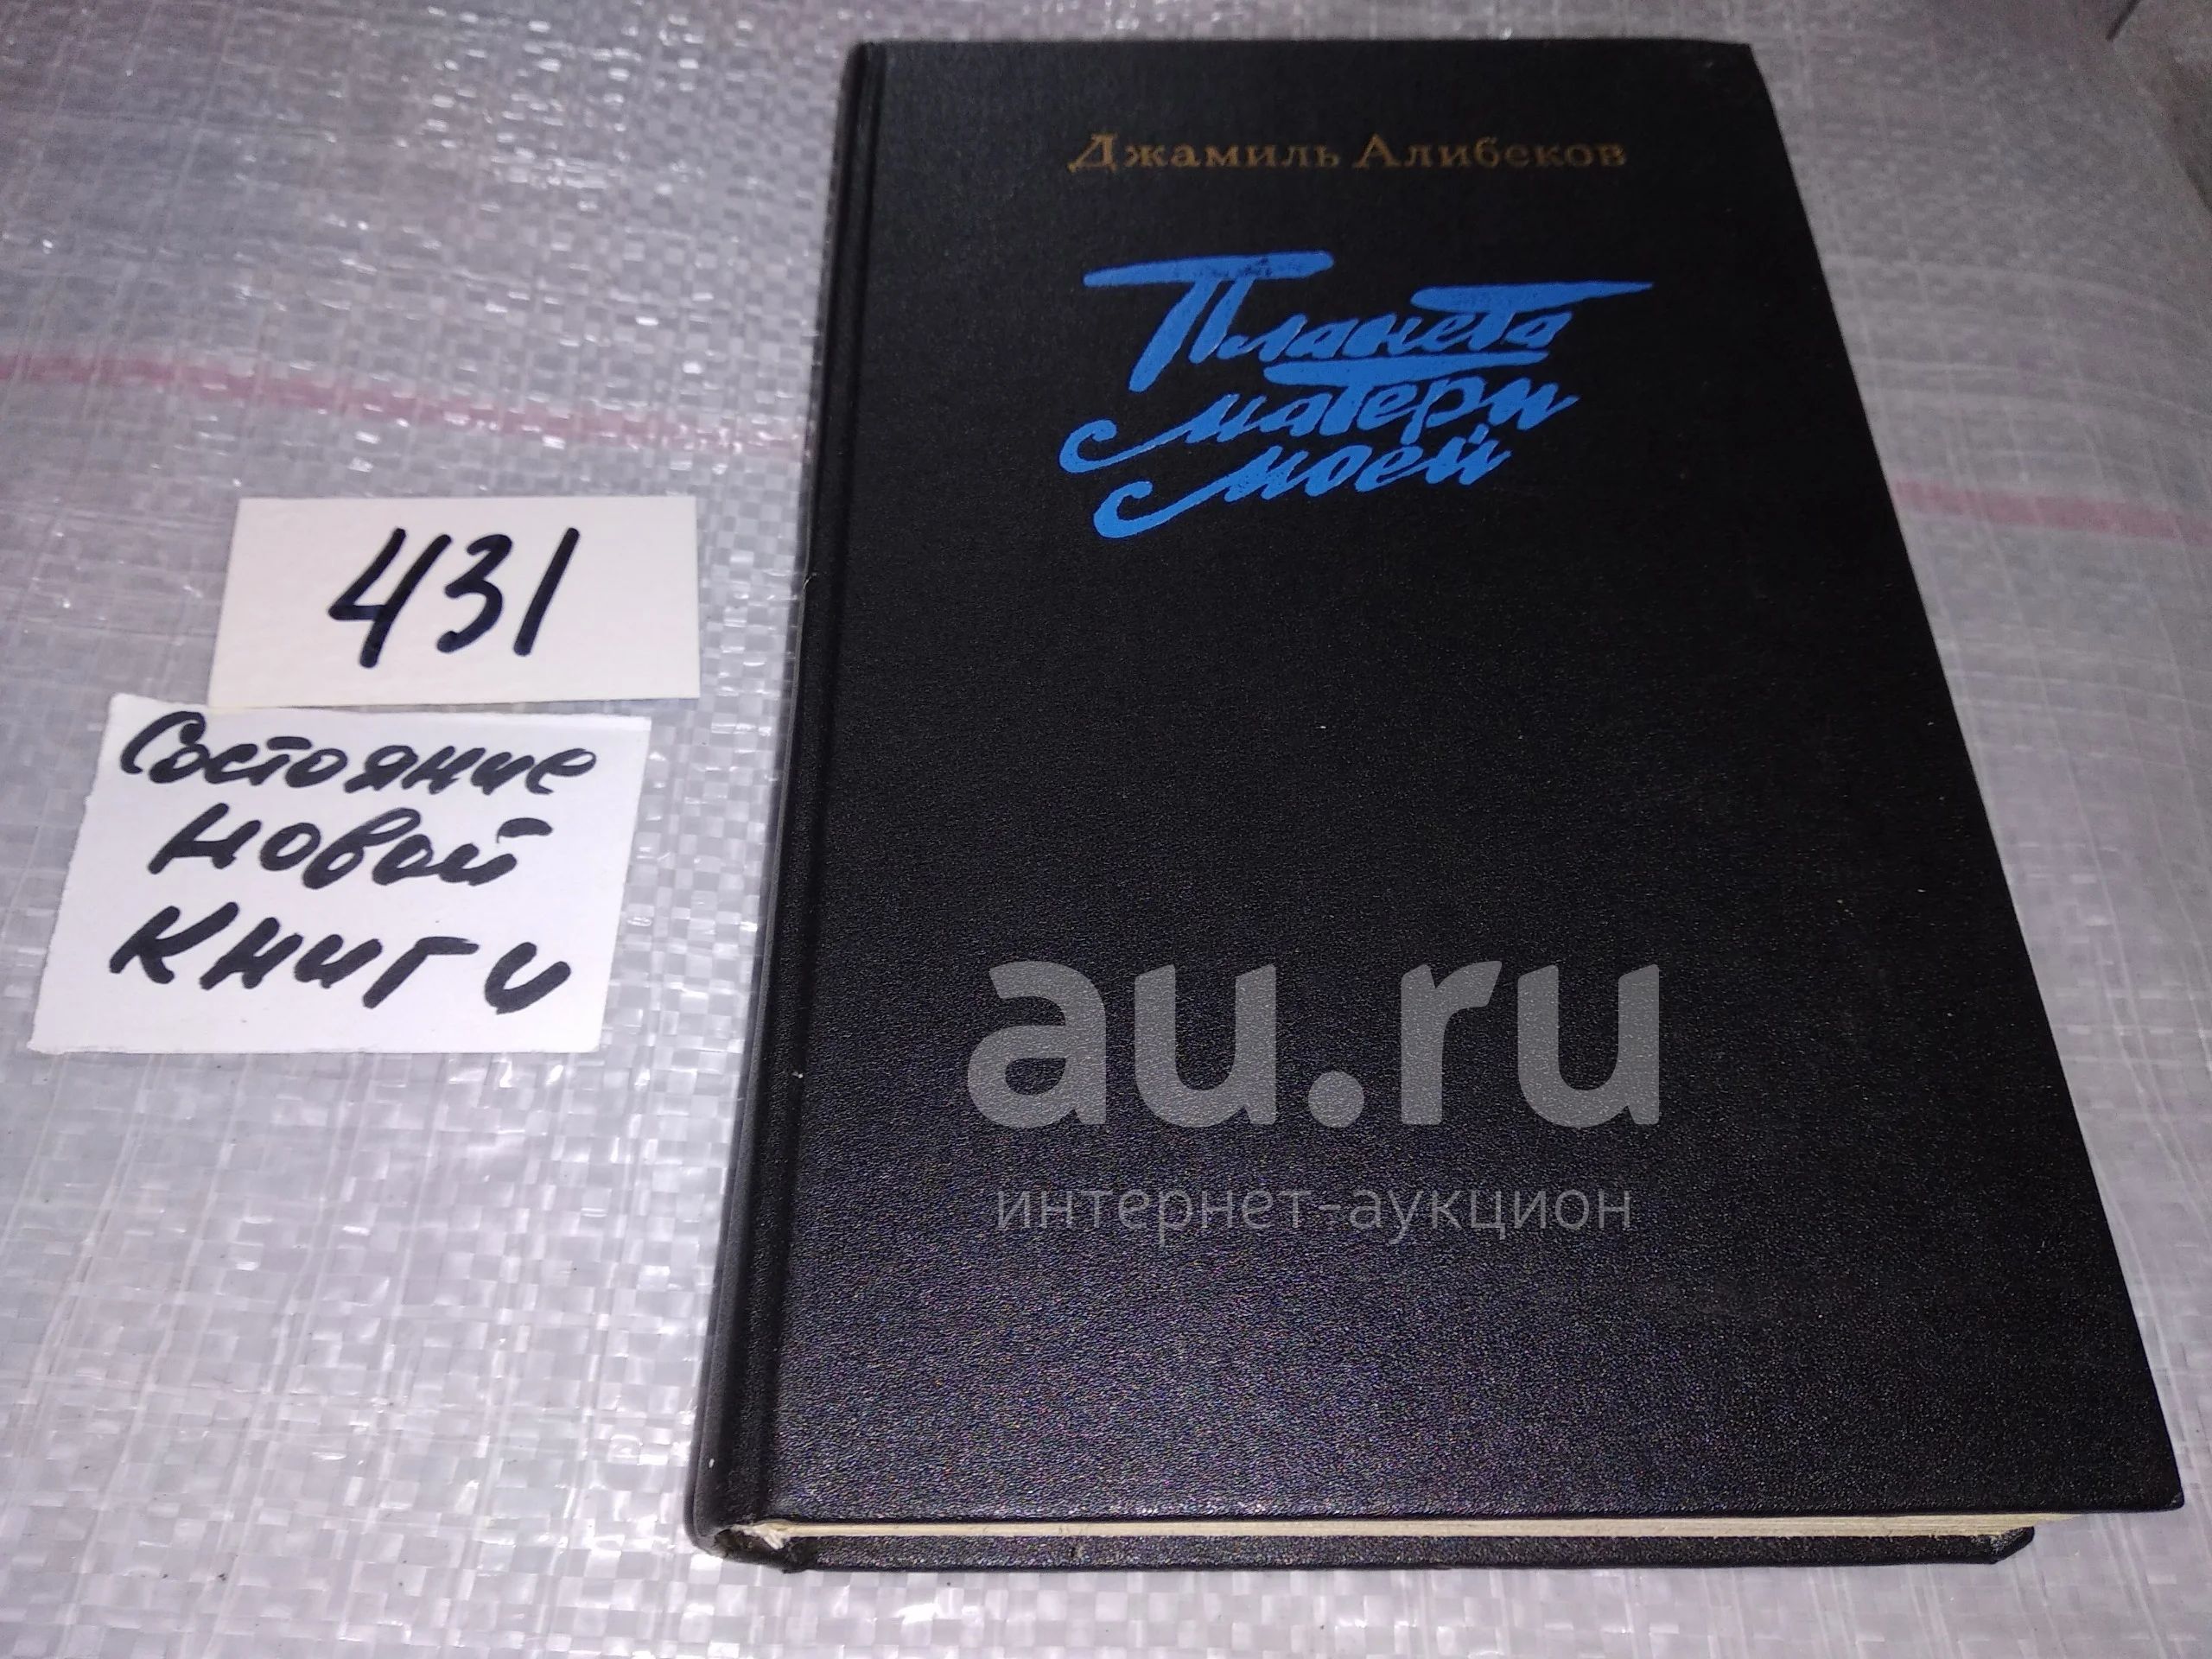 Джамиль Алибеков
Планета
матери
моей
431
Состояние
новой
книги
au.ru
интернет-аукцион